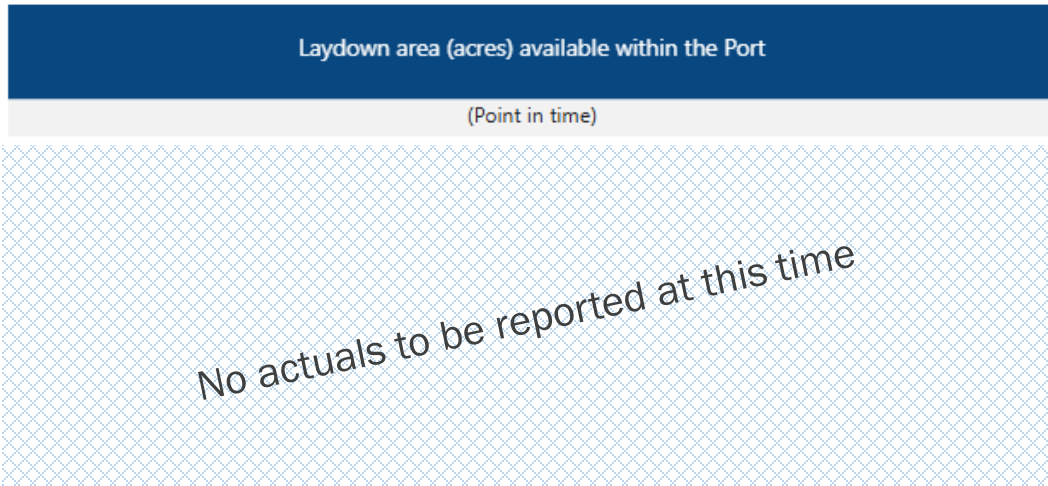 Laydown area (acres) available within the Port
(Point in time)
No actuals to be reported at this time